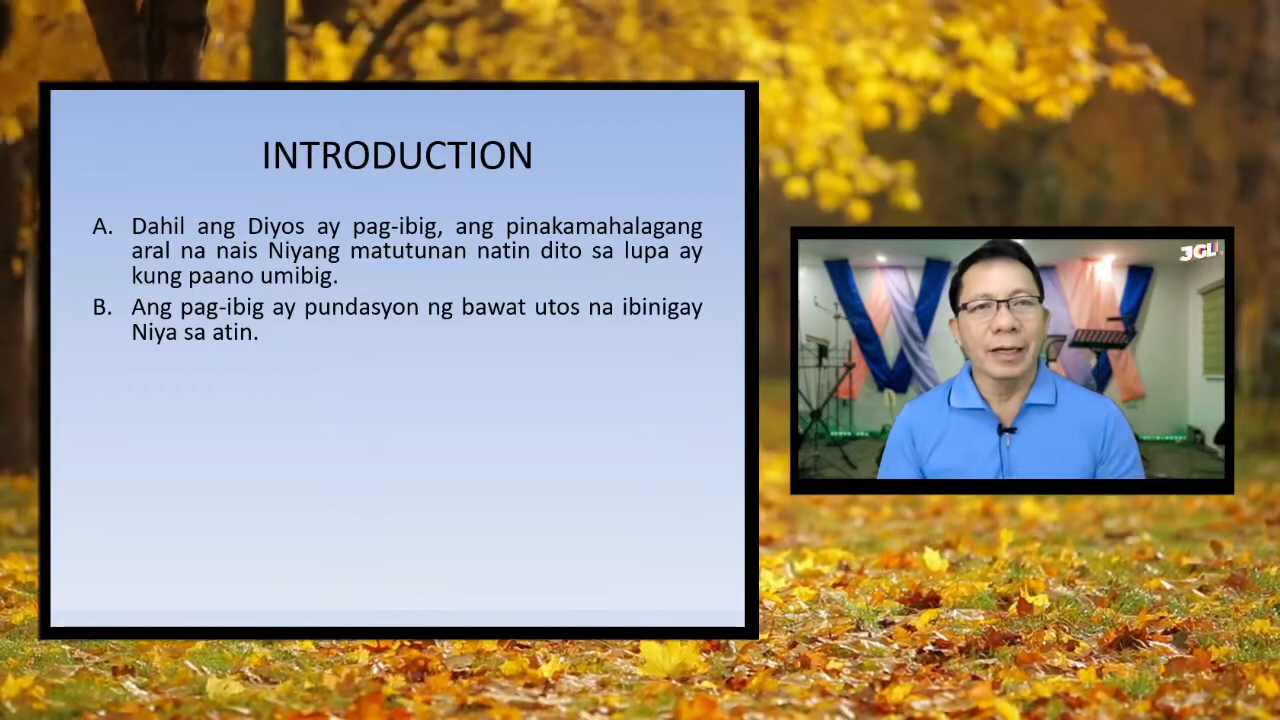 INTRODUCTION
A. Dahil ang Diyos ay pag-ibig, ang pinakamahalagang
aral na nais Niyang matutunan natin dito sa lupa ay
kung paano umibig.
B. Ang pag-ibig ay pundasyon ng bawat utos na ibinigay
Niya sa atin.
JGLI